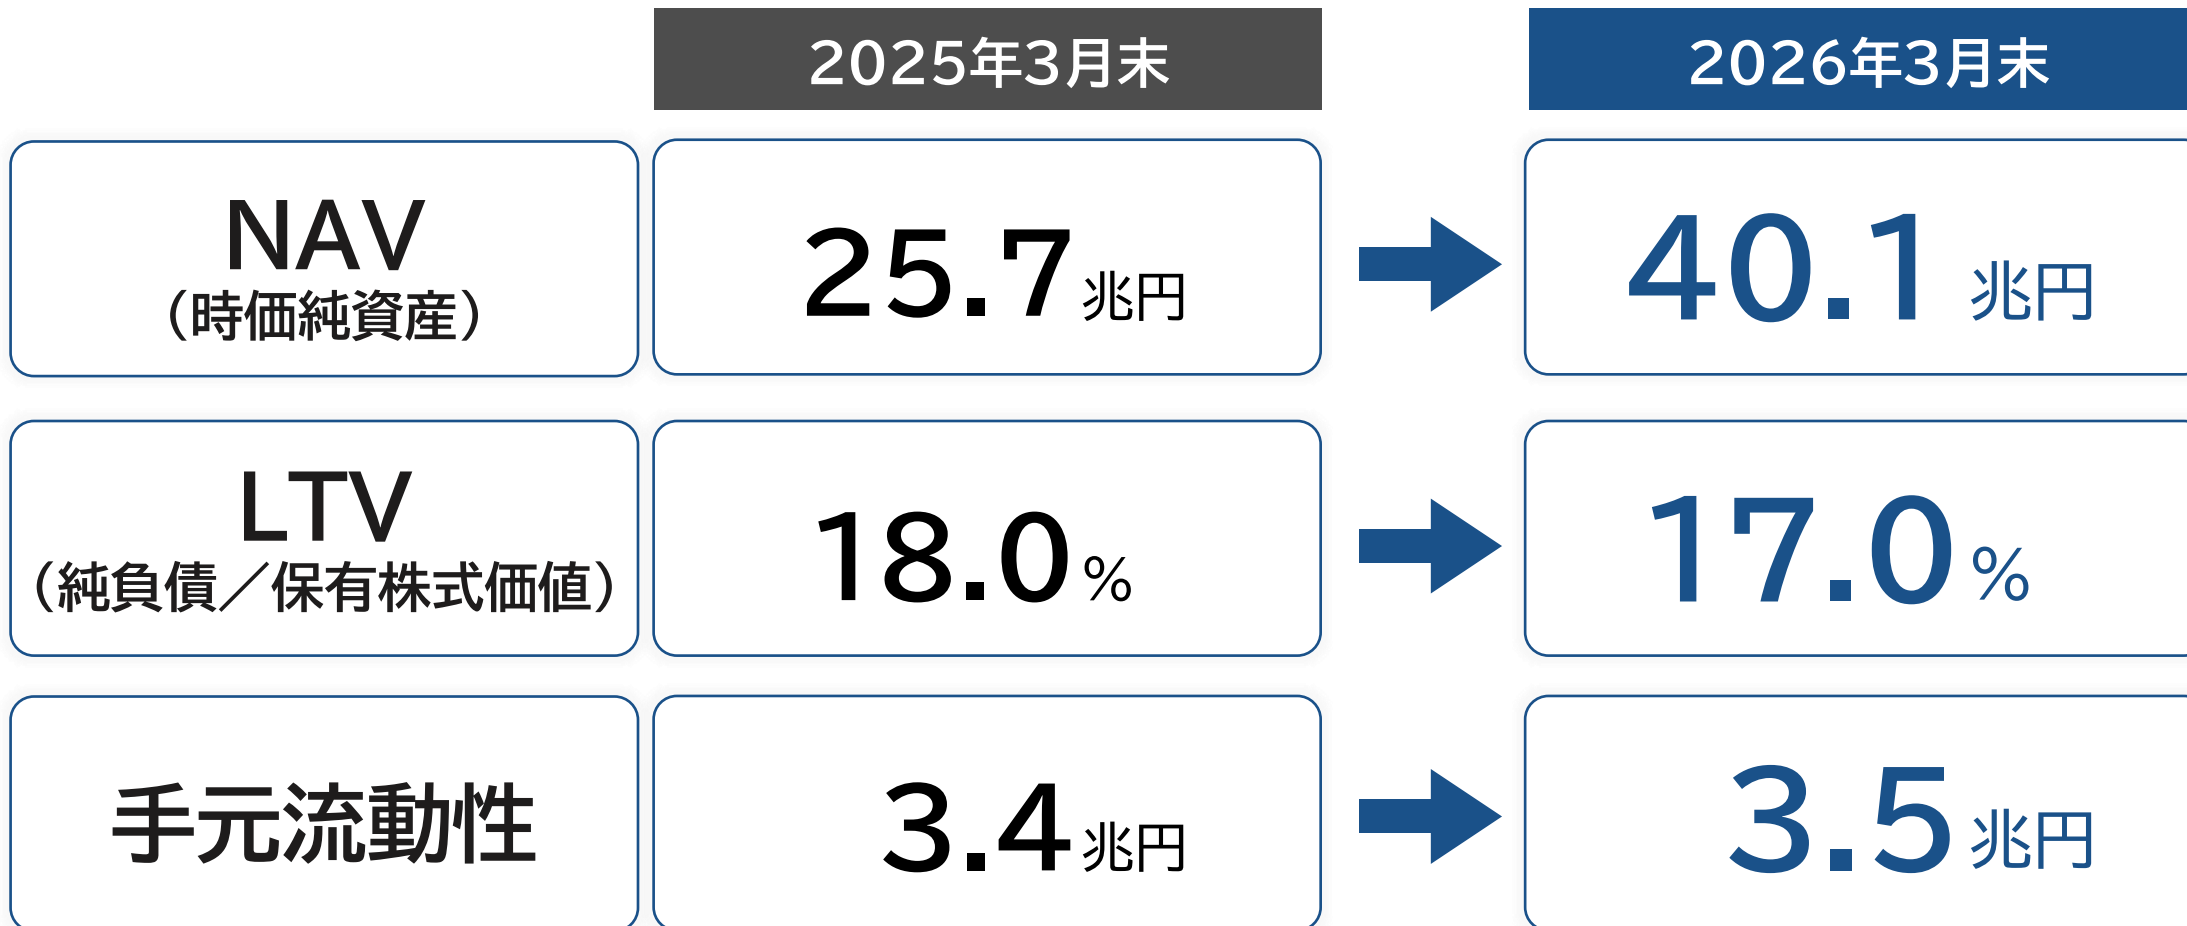 2025年3月末
2026年3月末
NAV
（時価純資産）
25.7兆円
40.1兆円
LTV
（純負債／保有株式価値）
18.0%
17.0%
手元流動性
3.4兆円
3.5兆円